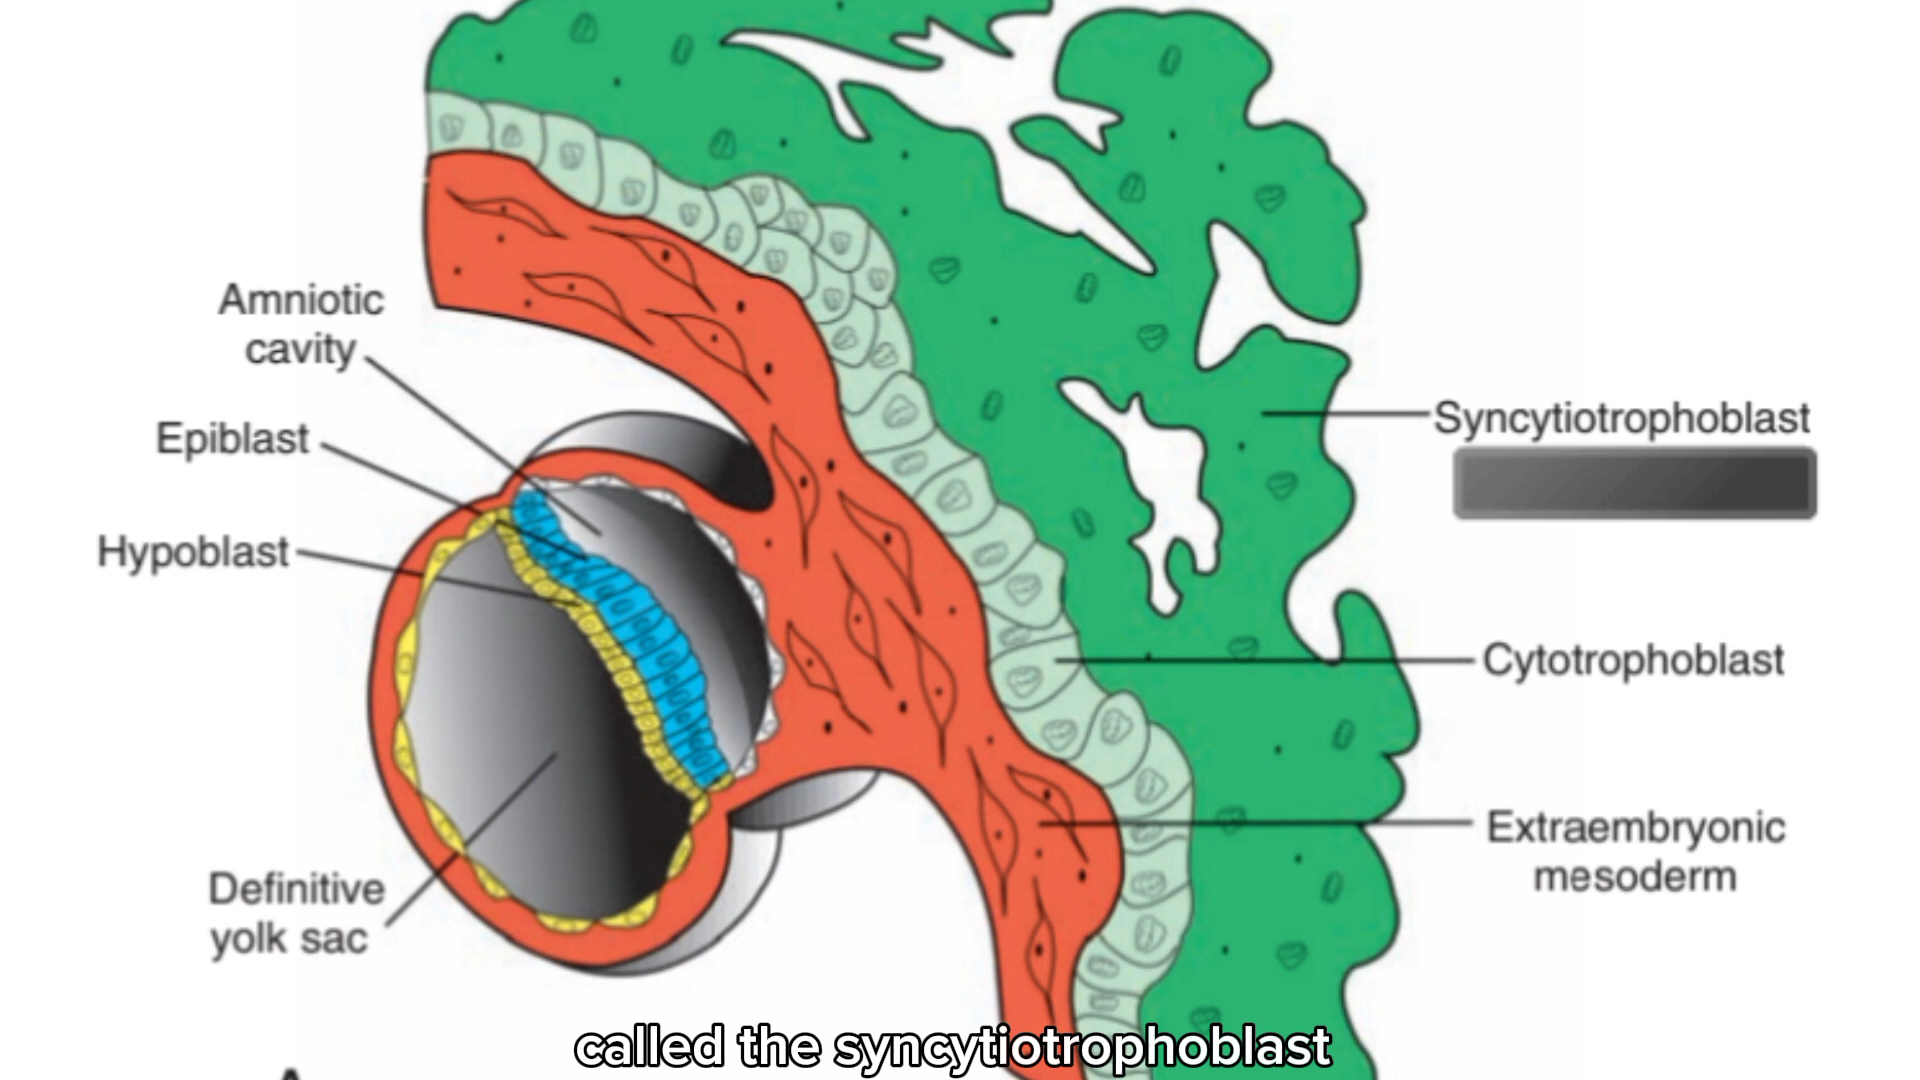 Amniotic
cavity
Epiblast
Hypoblast
Definitive
yolk sac
Syncytiotrophoblast
Cytotrophoblast
Extraembryonic
mesoderm
called the syncytiotrophoblast